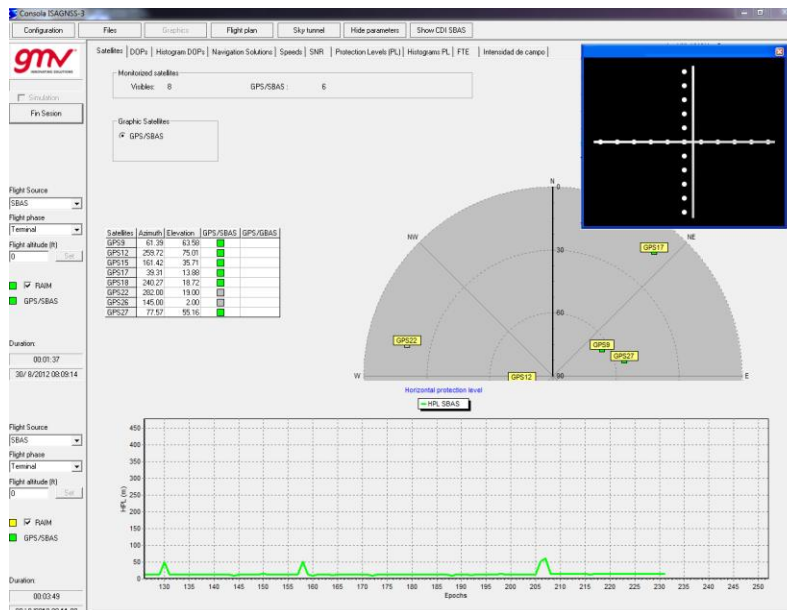 Consola ISAGNSS-3
Configuration Files Graphics Flight plan Sky tunnel Hide parameters Show CDI SBAS
gmv
INNOVATING SOLUTIONS
Simulation
Fin Sesion
Satellites DOPs Histogram DOPs Navigation Solutions Speeds SNR Protection Levels (PL) Histograms PL FTE Intensidad de campo
Monitorized satellites
Visibles: 8 GPS/SBAS : 6
Graphic Satellites
GPS/SBAS
Flight Source
SBAS
Flight phase
Terminal
Flight altitude (ft)
0 Set
RAIM
GPS/SBAS
Duration:
00:01:37
30/ 8/2012 08:09:14
Satellites Azimuth Elevation GPS/SBAS GPS/GBAS
GPS9 61.39 63.58
GPS12 259.72 75.01
GPS15 161.42 35.71
GPS17 39.31 13.88
GPS18 240.27 18.72
GPS22 282.00 19.00
GPS26 145.00 2.00
GPS27 77.57 55.16
N
0
NW NE
GPS17
30
60
GPS22
GPS9
GPS27
W GPS12 90 E
Horizontal protection level
HPL SBAS
Flight Source
SBAS
Flight phase
Terminal
Flight altitude (ft)
0 Set
RAIM
GPS/SBAS
Duration:
00:03:49
HPL (m)
450
400
350
300
250
200
150
100
50
0
130 135 140 145 150 155 160 165 170 175 180 185 190 195 200 205 210 215 220 225 230 235 240 245 250
Epochs